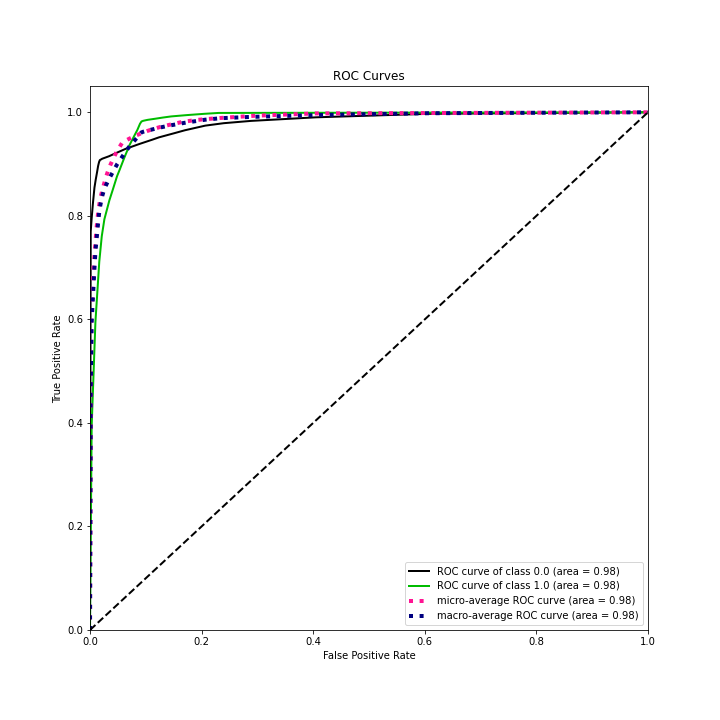 ROC Curves
1.0
0.8
0.6
0.4
0.2
0.0
True Positive Rate
0.0 0.2 0.4 0.6 0.8 1.0
False Positive Rate
ROC curve of class 0.0 (area = 0.98)
ROC curve of class 1.0 (area = 0.98)
micro-average ROC curve (area = 0.98)
macro-average ROC curve (area = 0.98)